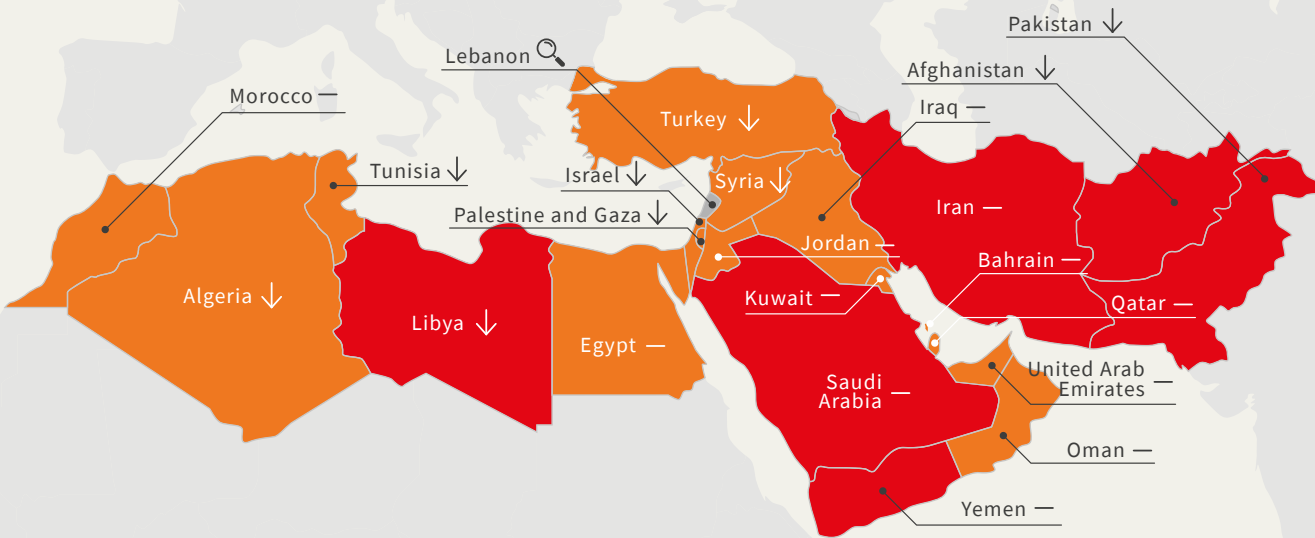 Pakistan ↓
Lebanon
Afghanistan ↓
Morocco —
Iraq —
Turkey ↓
Tunisia ↓
Israel ↓
Syria ↓
Palestine and Gaza ↓
Iran —
Jordan —
Bahrain —
Algeria ↓
Kuwait —
Qatar —
Libya ↓
Egypt —
United Arab
Emirates —
Saudi
Arabia —
Oman —
Yemen —